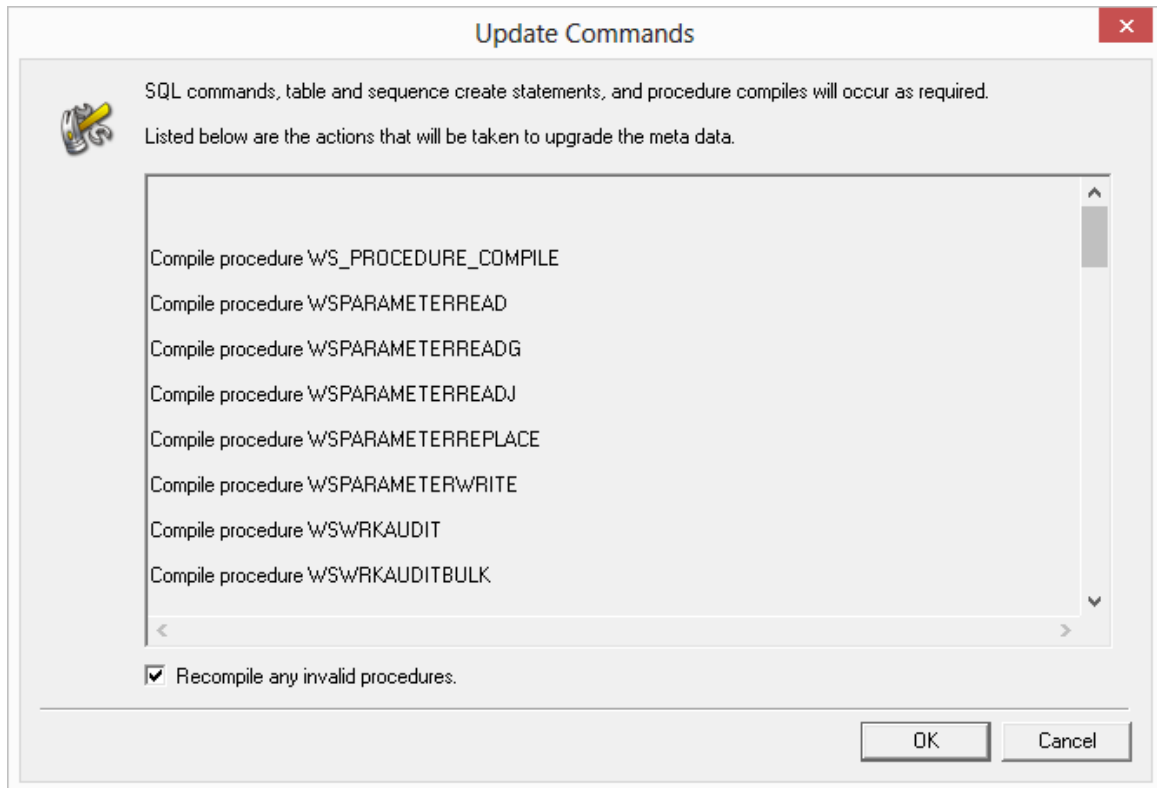 Update Commands
SQL commands, table and sequence create statements, and procedure compiles will occur as required.
Listed below are the actions that will be taken to upgrade the meta data.
Compile procedure WS_PROCEDURE_COMPILE
Compile procedure WSPARAMETERREAD
Compile procedure WSPARAMETERREADG
Compile procedure WSPARAMETERREADJ
Compile procedure WSPARAMETERREPLACE
Compile procedure WSPARAMETERWRITE
Compile procedure WSWRKAUDIT
Compile procedure WSWRKAUDITBULK
Recompile any invalid procedures.
OK
Cancel